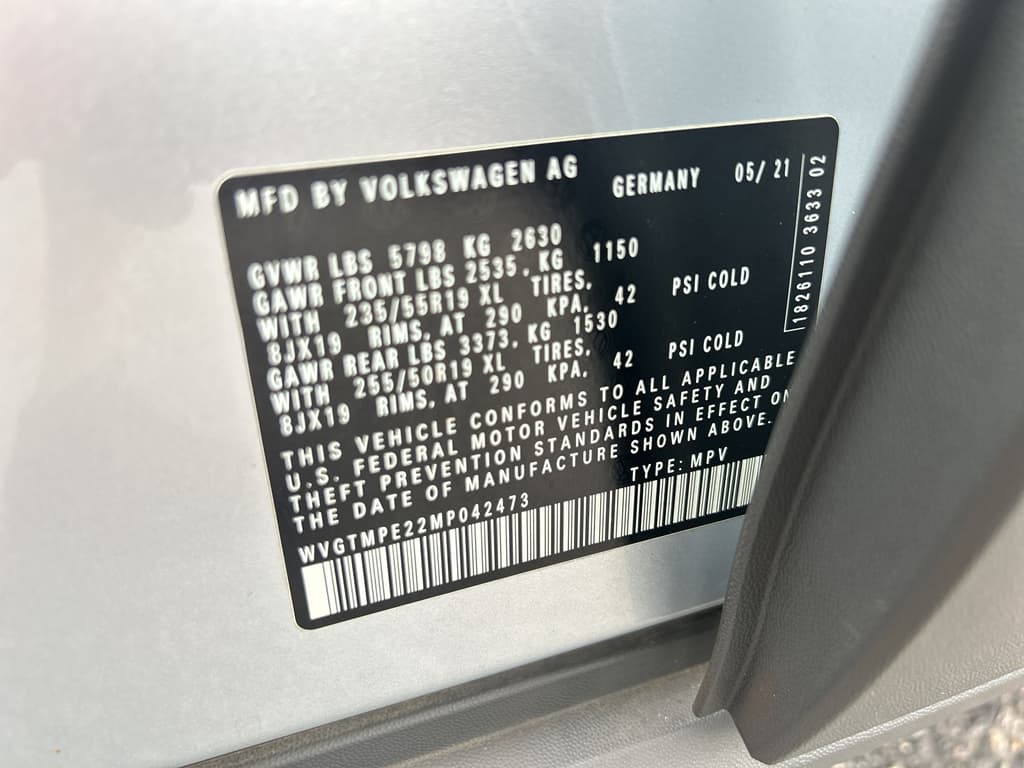 MFD BY VOLKSWAGEN AG GERMANY 05/ 21
GVWR LBS 5798 KG 2630
GAWR FRONT LBS 2535, KG 1150
WITH 235/55R19 XL TIRES,
8JX19 RIMS, AT 290 KPA, 42 PSI COLD
GAWR REAR LBS 3373, KG 1530
WITH 255/50R19 XL TIRES,
8JX19 RIMS, AT 290 KPA, 42 PSI COLD
THIS VEHICLE CONFORMS TO ALL APPLICABLE
U.S. FEDERAL MOTOR VEHICLE SAFETY AND
THEFT PREVENTION STANDARDS IN EFFECT ON
THE DATE OF MANUFACTURE SHOWN ABOVE.
WVGTMPE22MP042473 TYPE: MPV
1826110 3633 02